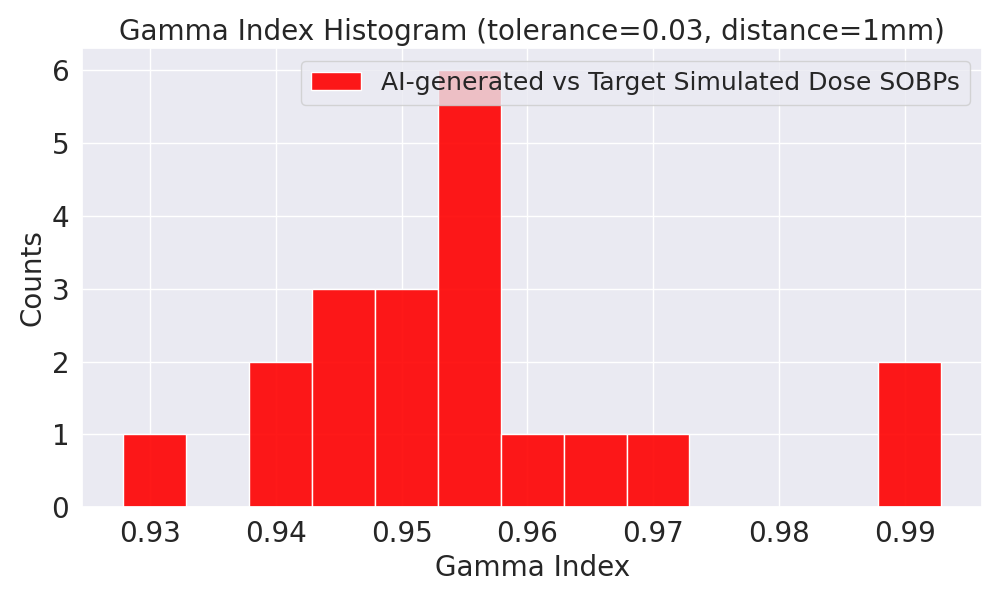 Gamma Index Histogram (tolerance=0.03, distance=1mm)
AI-generated vs Target Simulated Dose SOBPs
Counts
6
5
4
3
2
1
0
0.93 0.94 0.95 0.96 0.97 0.98 0.99
Gamma Index